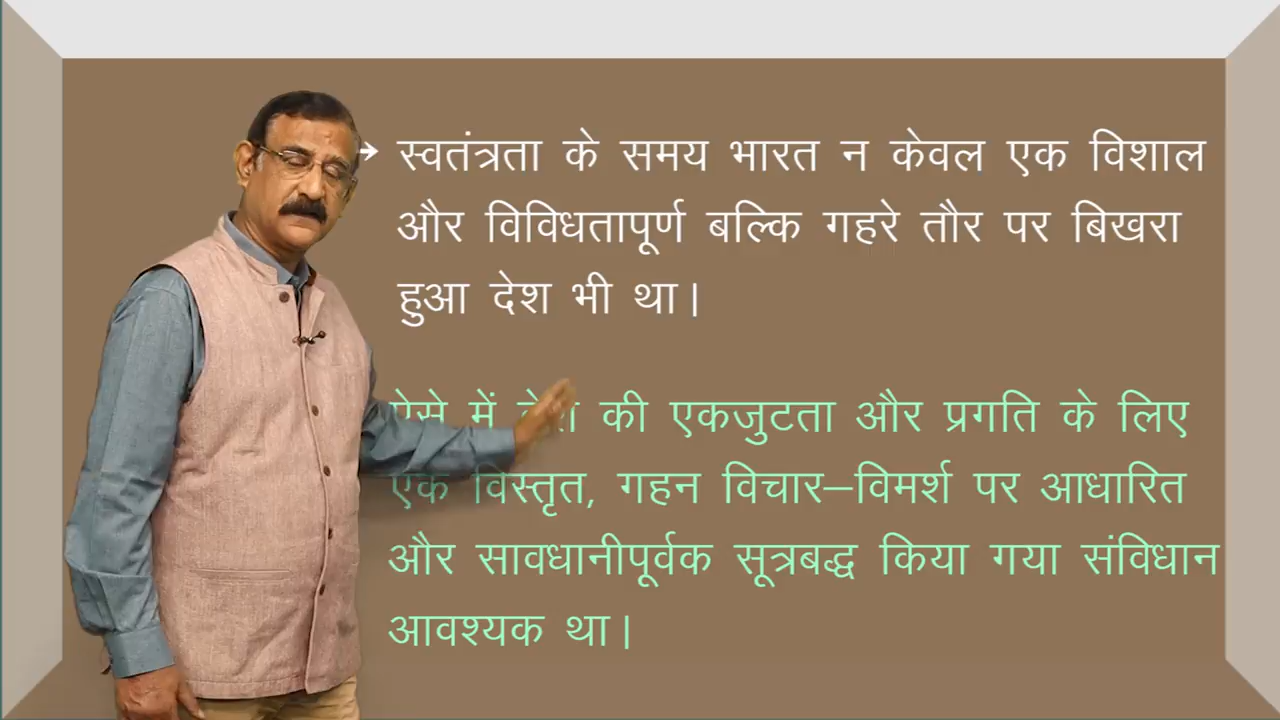 → स्वतंत्रता के समय भारत न केवल एक विशाल
और विविधतापूर्ण बल्कि गहरे तौर पर बिखरा
हुआ देश भी था।
ऐसे में देश की एकजुटता और प्रगति के लिए
एक विस्तृत, गहन विचार–विमर्श पर आधारित
और सावधानीपूर्वक सूत्रबद्ध किया गया संविधान
आवश्यक था।